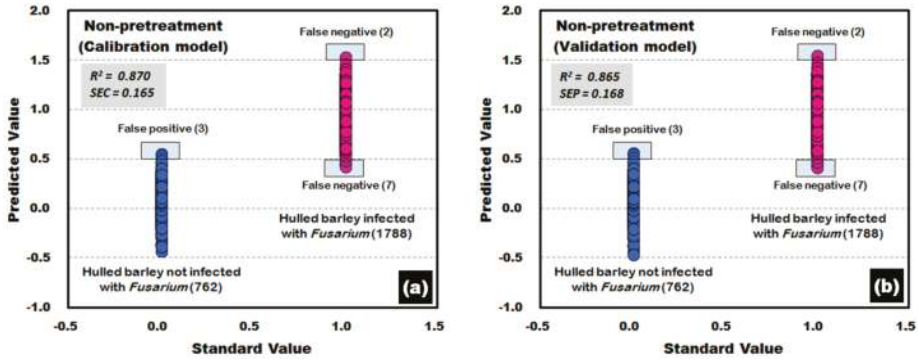 Non-pretreatment
(Calibration model)
R² = 0.870
SEC = 0.165
False negative (2)
False positive (3)
False negative (7)
Hulled barley infected
with Fusarium (1788)
Hulled barley not infected
with Fusarium (762)
(a)
Predicted Value
2.0
1.5
1.0
0.5
0.0
-0.5
-1.0
-0.5
0.0
0.5
1.0
1.5
Standard Value
Non-pretreatment
(Validation model)
R² = 0.865
SEP = 0.168
False negative (2)
False positive (3)
False negative (7)
Hulled barley infected
with Fusarium (1788)
Hulled barley not infected
with Fusarium (762)
(b)
Predicted Value
2.0
1.5
1.0
0.5
0.0
-0.5
-1.0
-0.5
0.0
0.5
1.0
1.5
Standard Value